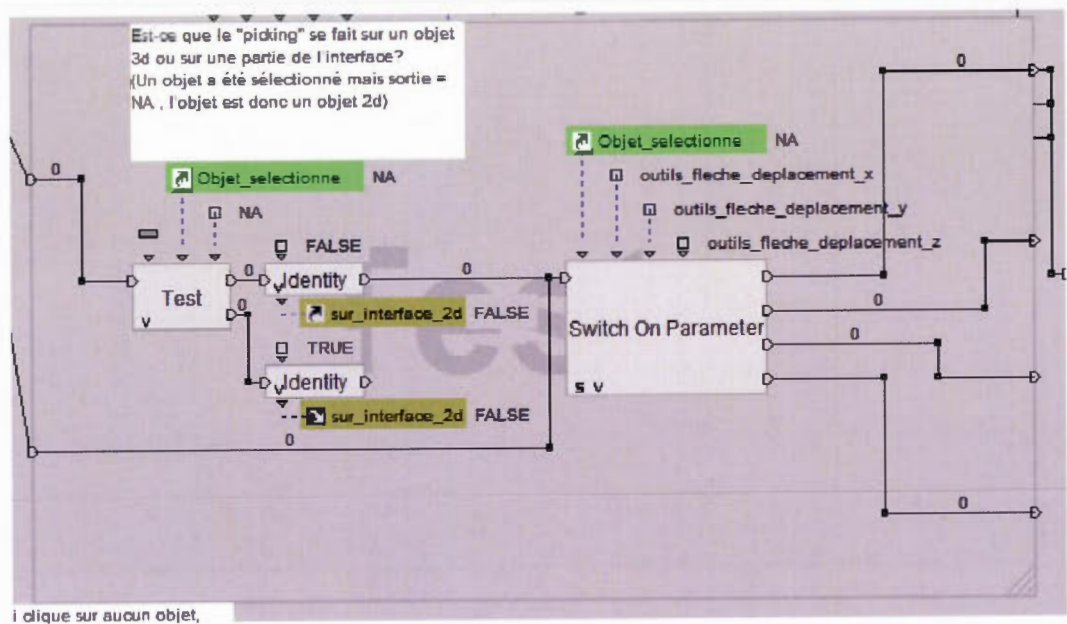 Est-ce que le "picking" se fait sur un objet
3d ou sur une partie de l'interface?
(Un objet a été sélectionné mais sortie =
NA , l'objet est donc un objet 2d)
0
Objet_selectionne NA
Objet_selectionne NA
outils_fleche_deplacement_x
NA
outils_fleche_deplacement_y
FALSE
outils_fleche_deplacement_z
0
0
Test
0
Identity
0
sur_interface_2d FALSE
0
TRUE
Switch On Parameter
0
Identity
S V
V
sur_interface_2d FALSE
0
0
i clique sur aucun objet,